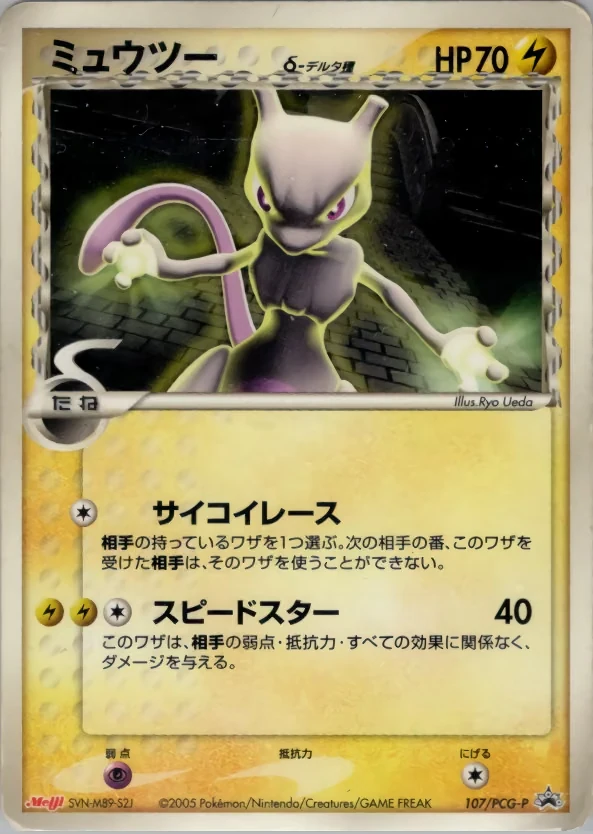 ミュウツー δ-デルタ種 HP70
δ
たね
Illus.Ryo Ueda
サイコイレース
相手の持っているワザを1つ選ぶ。次の相手の番、このワザを
受けた相手は、そのワザを使うことができない。
スピードスター 40
このワザは、相手の弱点・抵抗力・すべての効果に関係なく、
ダメージを与える。
弱点 抵抗力 にげる
Meiji SVN-M89-S2J ©2005 Pokémon/Nintendo/Creatures/GAME FREAK 107/PCG-P